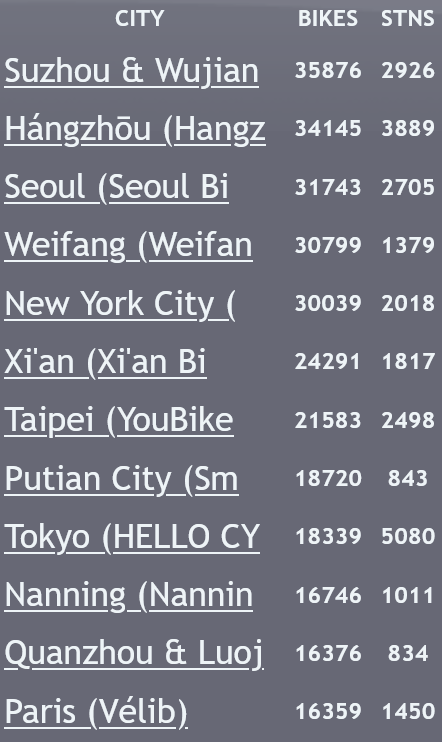 CITY BIKES STNS
Suzhou & Wujian 35876 2926
Hángzhōu (Hangz 34145 3889
Seoul (Seoul Bi 31743 2705
Weifang (Weifan 30799 1379
New York City ( 30039 2018
Xi'an (Xi'an Bi 24291 1817
Taipei (YouBike 21583 2498
Putian City (Sm 18720 843
Tokyo (HELLO CY 18339 5080
Nanning (Nannin 16746 1011
Quanzhou & Luoj 16376 834
Paris (Vélib) 16359 1450